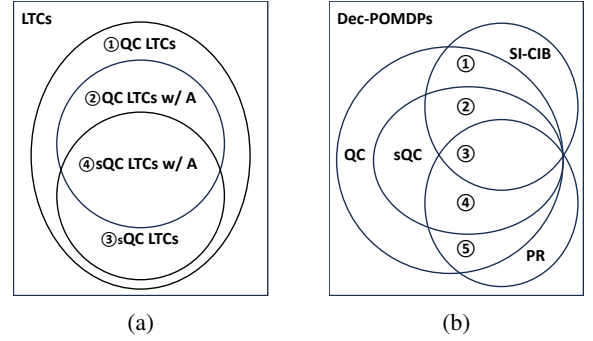 LTCs
①QC LTCs
②QC LTCs w/ A
④sQC LTCs w/ A
③sQC LTCs
(a)
Dec-POMDPs
SI-CIB
①
②
QC
sQC
③
④
⑤
PR
(b)